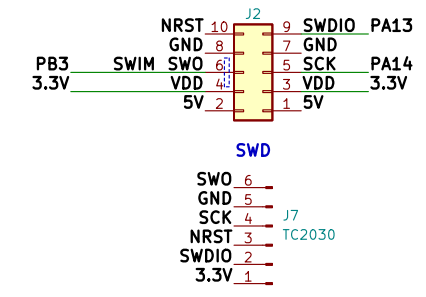 J2
NRST 10 9 SWDIO PA13
GND 8 7 GND
PB3 SWIM SWO 6 5 SCK PA14
3.3V VDD 4 3 VDD 3.3V
5V 2 1 5V
SWD
SWO 6
GND 5
SCK 4
NRST 3
SWDIO 2
3.3V 1
J7
TC2030